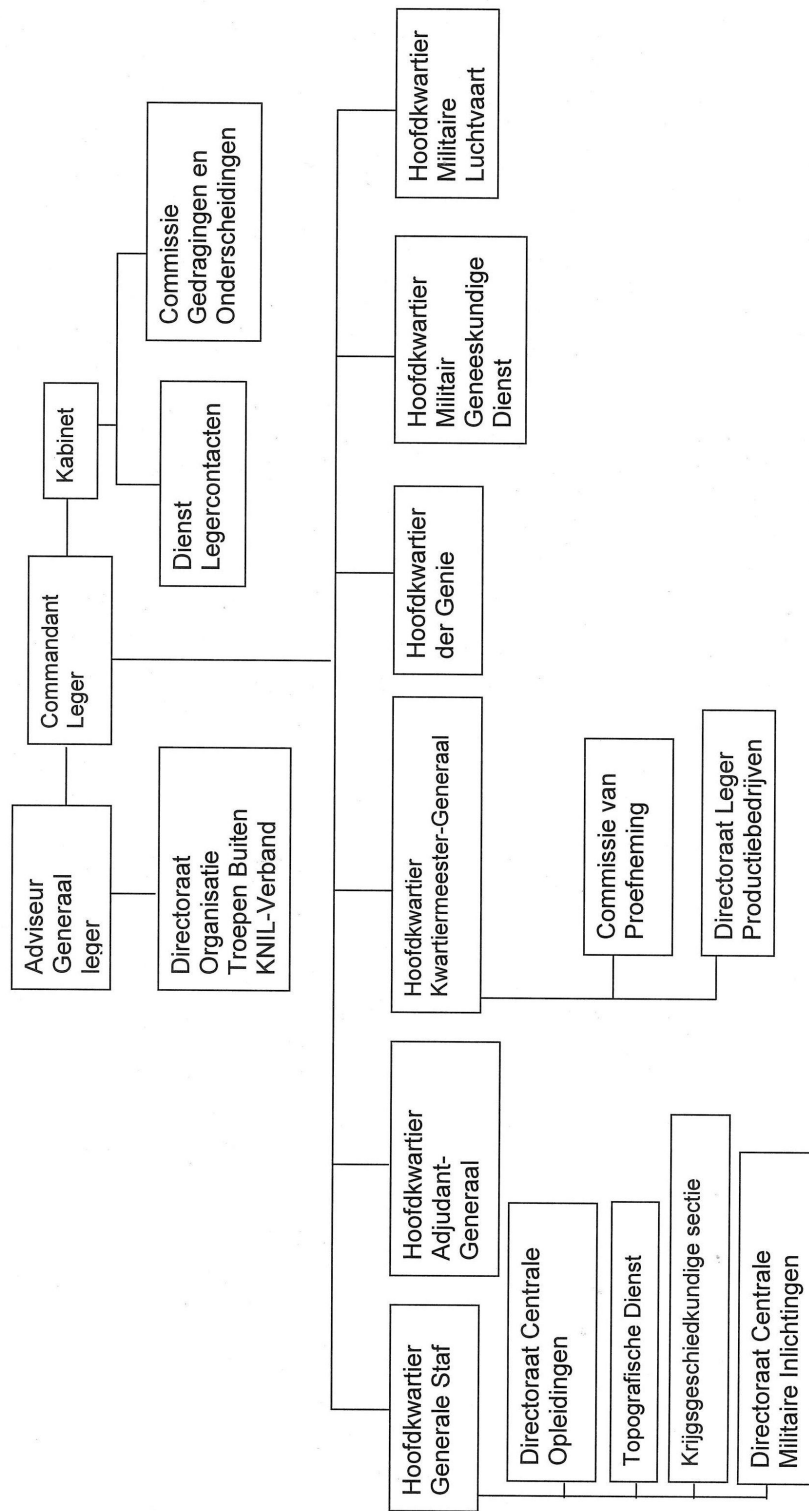 Adviseur
Generaal
leger
Commandant
Leger
Kabinet
Directoraat
Organisatie
Troepen Buiten
KNIL-Verband
Dienst
Legercontacten
Commissie
Gedragingen en
Onderscheidingen
Hoofdkwartier
Generale Staf
Hoofdkwartier
Adjudant-
Generaal
Hoofdkwartier
Kwartiermeester-Generaal
Hoofdkwartier
der Genie
Hoofdkwartier
Militair
Geneeskundige
Dienst
Hoofdkwartier
Militaire
Luchtvaart
Directoraat Centrale
Opleidingen
Topografische Dienst
Krijgsgeschiedkundige sectie
Directoraat Centrale
Militaire Inlichtingen
Commissie van
Proefneming
Directoraat Leger
Productiebedrijven